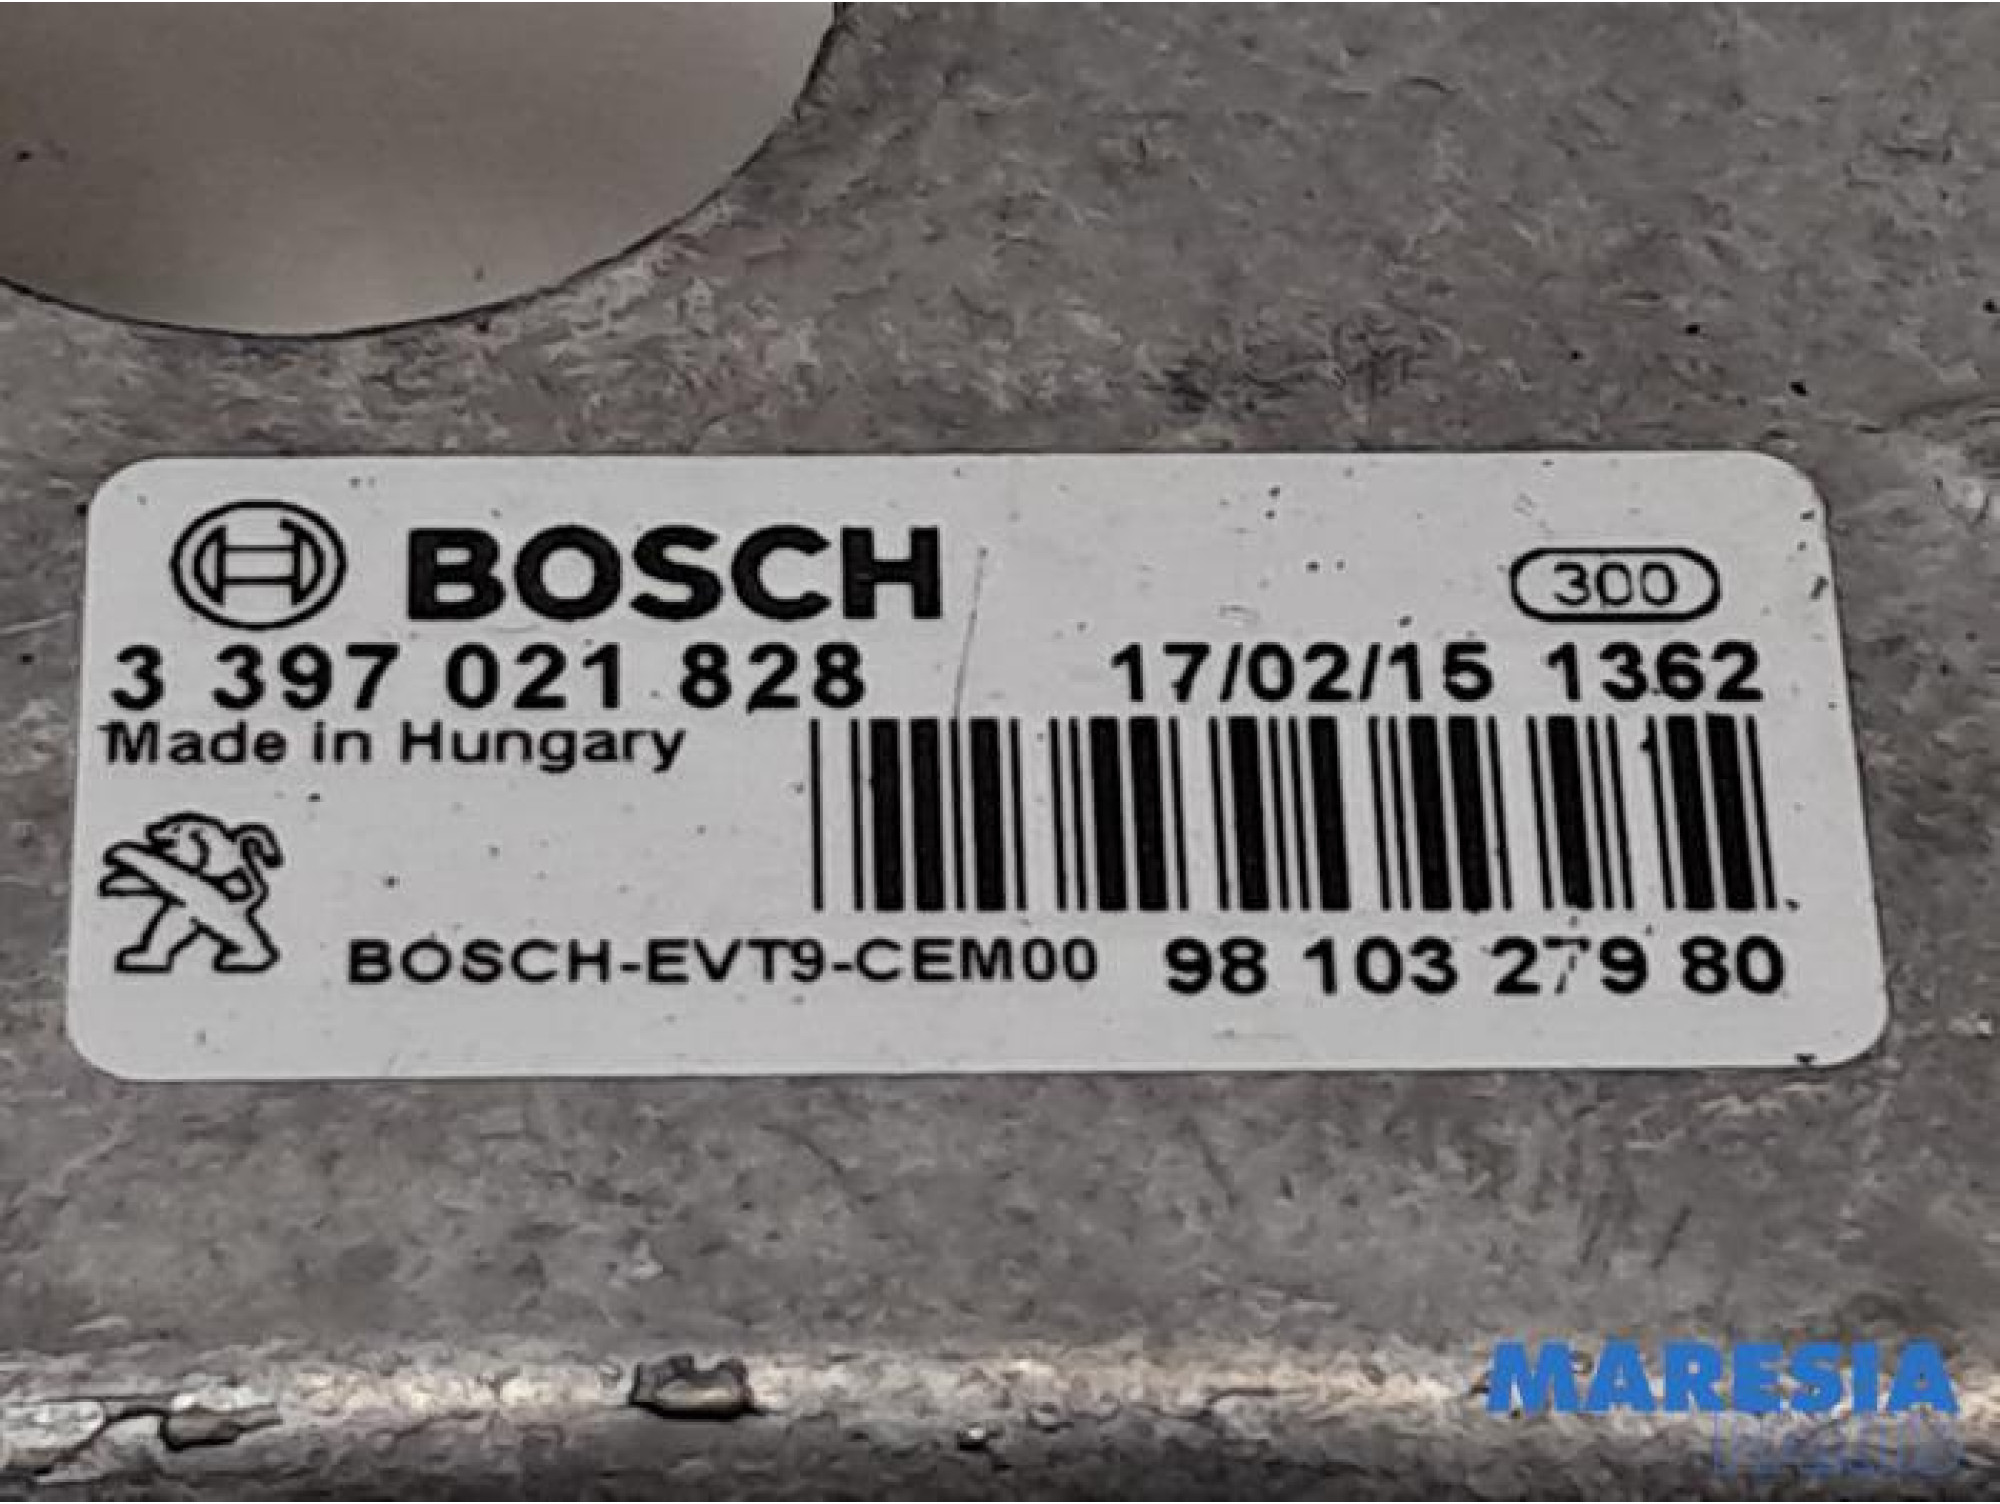 BOSCH
300
3 397 021 828
17/02/15 1362
Made in Hungary
BOSCH-EVT9-CEM00
98 103 279 80
MARESIA